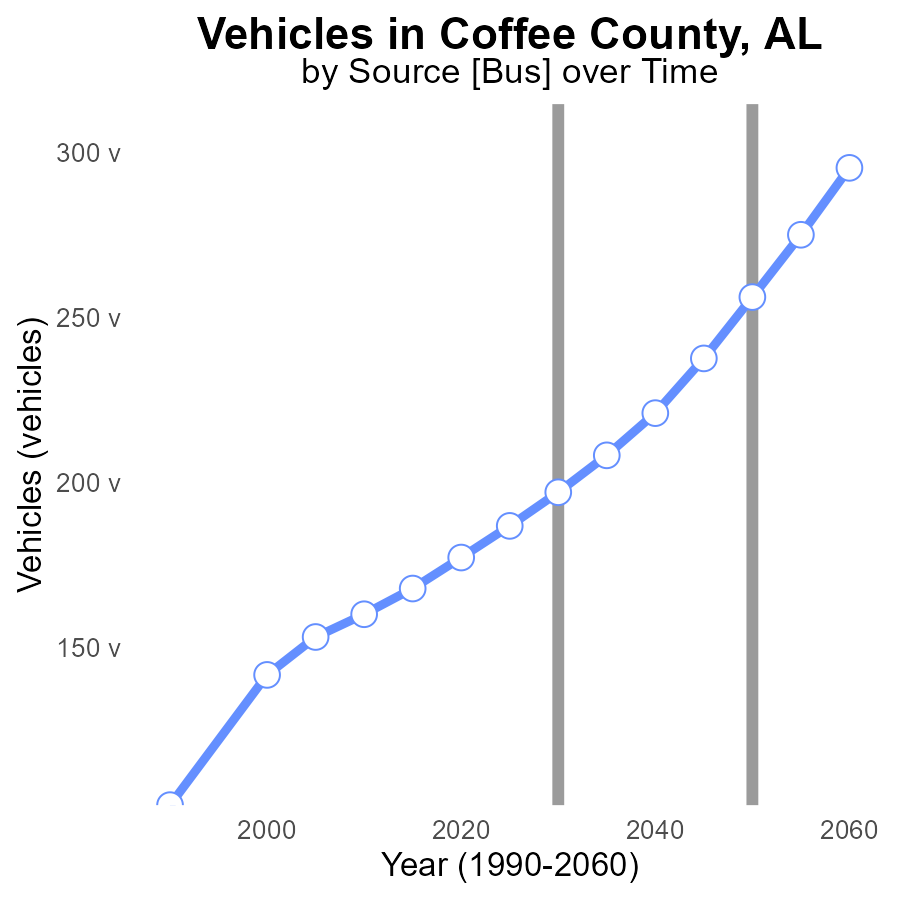 Vehicles in Coffee County, AL
by Source [Bus] over Time
Vehicles (vehicles)
300 v
250 v
200 v
150 v
2000 2020 2040 2060
Year (1990-2060)